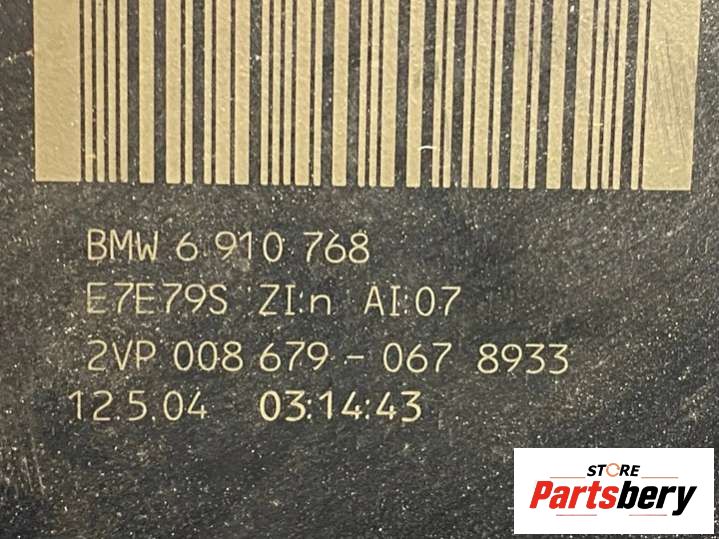 BMW 6 910 768
E7E79S ZI:n AI:07
2VP 008 679 - 067 8933
12.5.04 03:14:43
STORE
Partsbery